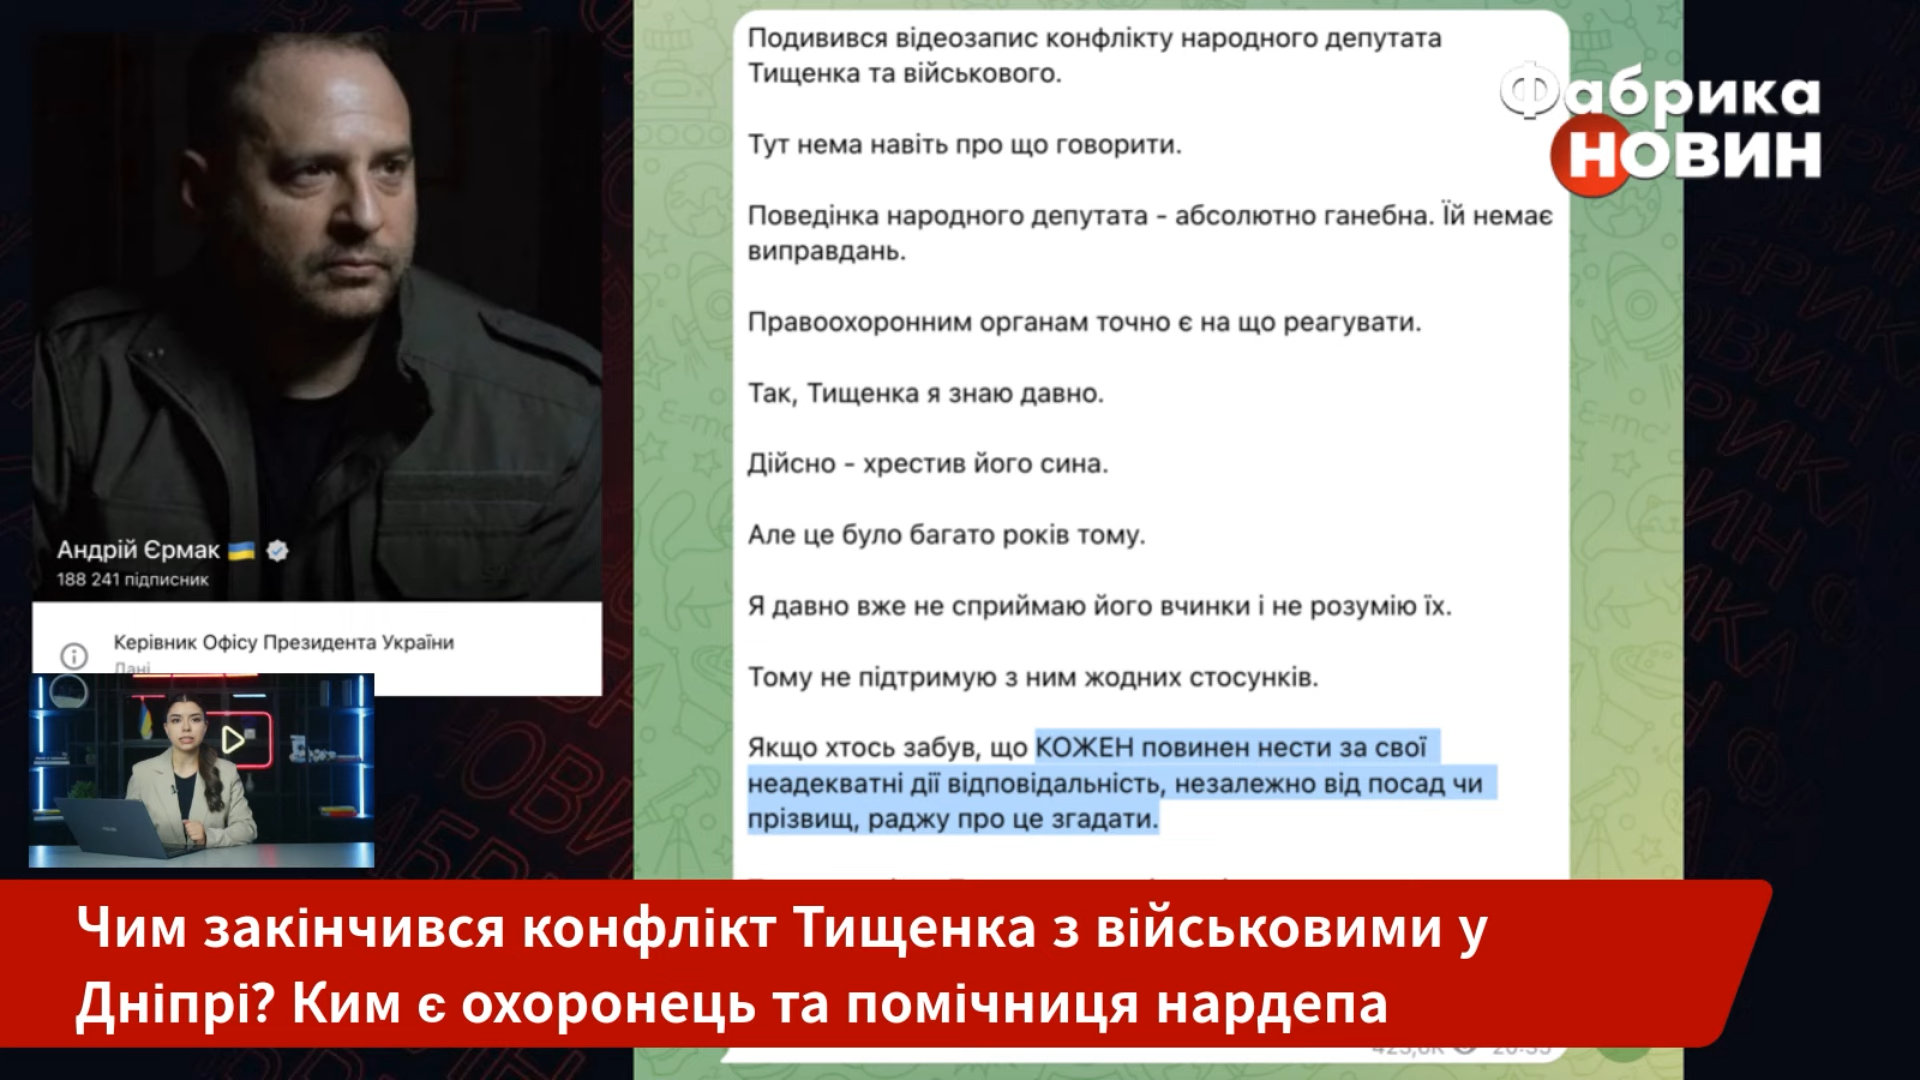 Подивився відеозапис конфлікту народного депутата
Тищенка та військового.
Тут нема навіть про що говорити.
Поведінка народного депутата - абсолютно ганебна. Їй немає
виправдань.
Правоохоронним органам точно є на що реагувати.
Так, Тищенка я знаю давно.
Дійсно - хрестив його сина.
Але це було багато років тому.
Я давно вже не сприймаю його вчинки і не розумію їх.
Тому не підтримую з ним жодних стосунків.
Якщо хтось забув, що КОЖЕН повинен нести за свої
неадекватні дії відповідальність, незалежно від посад чи
прізвищ, раджу про це згадати.
Фабрика
НОВИН
Андрій Єрмак
188 241 підписник
Керівник Офісу Президента України
Дані
Чим закінчився конфлікт Тищенка з військовими у
Дніпрі? Ким є охоронець та помічниця нардепа